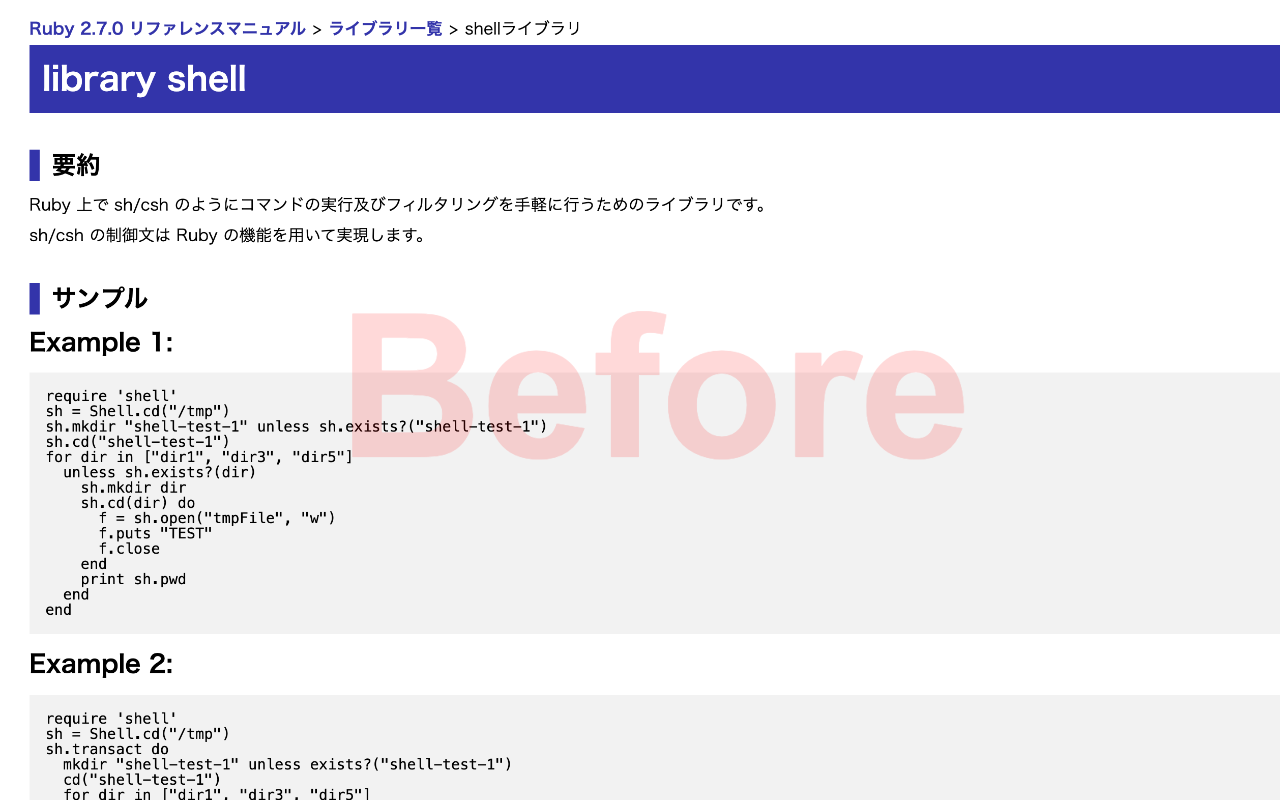 Ruby 2.7.0 リファレンスマニュアル > ライブラリ一覧 > shellライブラリ
library shell
要約
Ruby 上で sh/csh のようにコマンドの実行及びフィルタリングを手軽に行うためのライブラリです。
sh/csh の制御文は Ruby の機能を用いて実現します。
サンプル
Example 1:
Before
require 'shell'
sh = Shell.cd("/tmp")
sh.mkdir "shell-test-1" unless sh.exists?("shell-test-1")
sh.cd("shell-test-1")
for dir in ["dir1", "dir3", "dir5"]
  unless sh.exists?(dir)
    sh.mkdir dir
    sh.cd(dir) do
      f = sh.open("tmpFile", "w")
      f.puts "TEST"
      f.close
    end
    print sh.pwd
  end
end
Example 2:
require 'shell'
sh = Shell.cd("/tmp")
sh.transact do
  mkdir "shell-test-1" unless exists?("shell-test-1")
  cd("shell-test-1")
  for dir in ["dir1", "dir3", "dir5"]